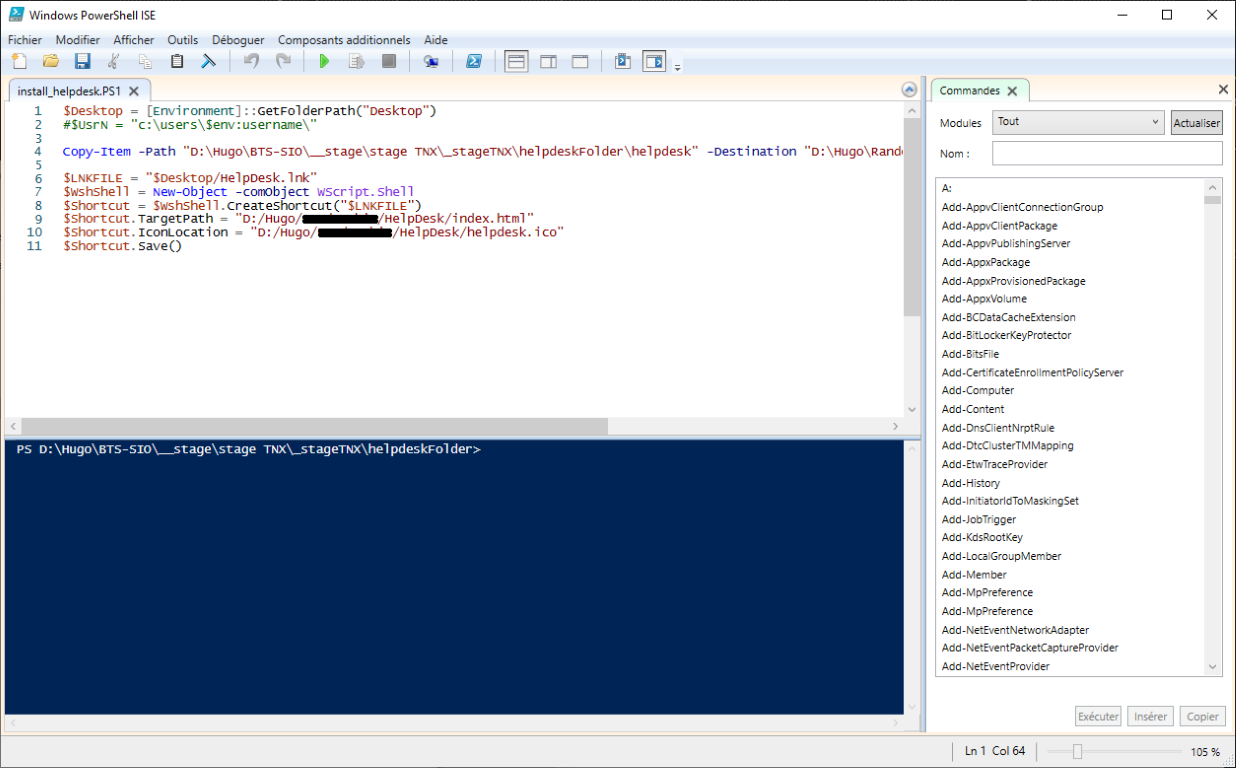 Windows PowerShell ISE
Fichier Modifier Afficher Outils Déboguer Composants additionnels Aide
install_helpdesk.PS1
1 $Desktop = [Environment]::GetFolderPath("Desktop")
2 #$UsrN = "c:\users\$env:username\"
3
4 Copy-Item -Path "D:\Hugo\BTS-SIO\__stage\stage TNX\_stageTNX\helpdeskFolder\helpdesk" -Destination "D:\Hugo\Rand
5
6 $LNKFILE = "$Desktop/HelpDesk.lnk"
7 $WshShell = New-Object -comObject WScript.Shell
8 $Shortcut = $WshShell.CreateShortcut("$LNKFILE")
9 $Shortcut.TargetPath = "D:/Hugo/ /HelpDesk/index.html"
10 $Shortcut.IconLocation = "D:/Hugo/ /HelpDesk/helpdesk.ico"
11 $Shortcut.Save()
PS D:\Hugo\BTS-SIO\__stage\stage TNX\_stageTNX\helpdeskFolder>
Commandes
Modules Tout Actualiser
Nom :
A:
Add-AppvClientConnectionGroup
Add-AppvClientPackage
Add-AppvPublishingServer
Add-AppxPackage
Add-AppxProvisionedPackage
Add-AppxVolume
Add-BCDataCacheExtension
Add-BitLockerKeyProtector
Add-BitsFile
Add-CertificateEnrollmentPolicyServer
Add-Computer
Add-Content
Add-DnsClientNrptRule
Add-DtcClusterTMMapping
Add-EtwTraceProvider
Add-History
Add-InitiatorIdToMaskingSet
Add-JobTrigger
Add-KdsRootKey
Add-LocalGroupMember
Add-Member
Add-MpPreference
Add-MpPreference
Add-NetEventNetworkAdapter
Add-NetEventPacketCaptureProvider
Add-NetEventProvider
Exécuter Insérer Copier
Ln 1 Col 64 105 %